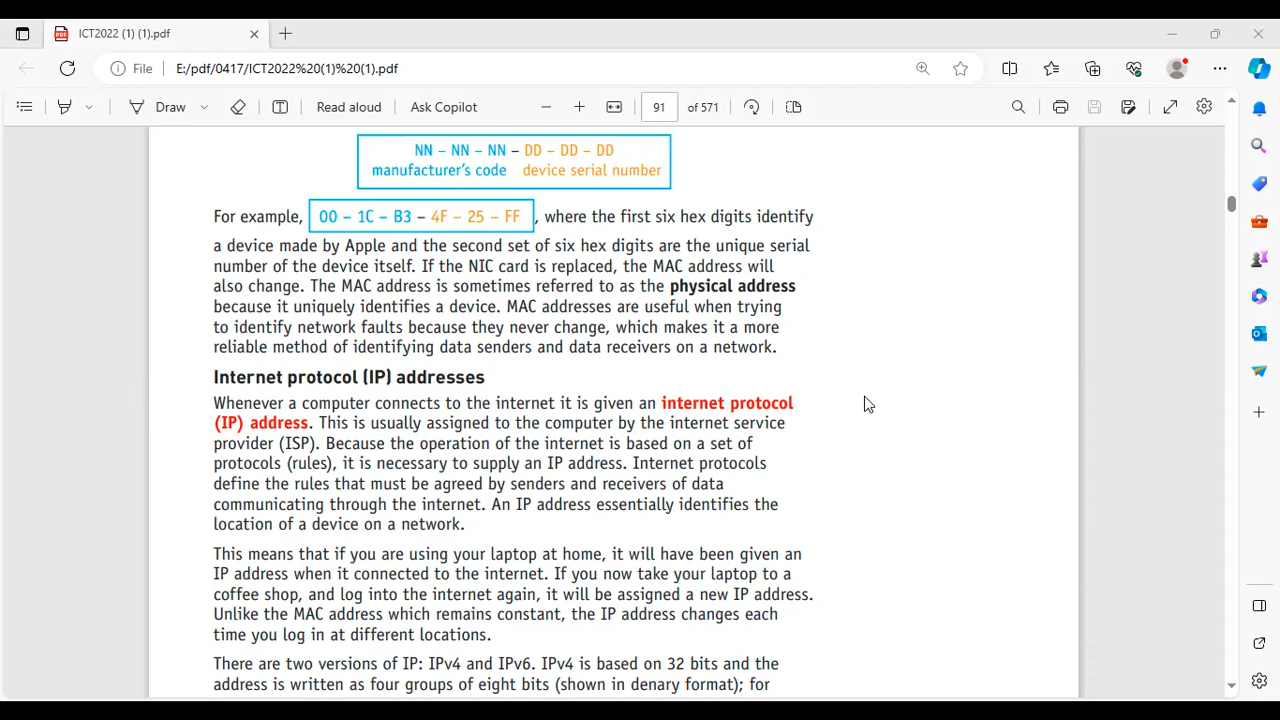 ICT2022 (1) (1).pdf
File E:/pdf/0417/ICT2022%20(1)%20(1).pdf
Draw Read aloud Ask Copilot 91 of 571
NN – NN – NN – DD – DD – DD
manufacturer's code device serial number
For example, 00 – 1C – B3 – 4F – 25 – FF , where the first six hex digits identify
a device made by Apple and the second set of six hex digits are the unique serial
number of the device itself. If the NIC card is replaced, the MAC address will
also change. The MAC address is sometimes referred to as the physical address
because it uniquely identifies a device. MAC addresses are useful when trying
to identify network faults because they never change, which makes it a more
reliable method of identifying data senders and data receivers on a network.
Internet protocol (IP) addresses
Whenever a computer connects to the internet it is given an internet protocol
(IP) address. This is usually assigned to the computer by the internet service
provider (ISP). Because the operation of the internet is based on a set of
protocols (rules), it is necessary to supply an IP address. Internet protocols
define the rules that must be agreed by senders and receivers of data
communicating through the internet. An IP address essentially identifies the
location of a device on a network.
This means that if you are using your laptop at home, it will have been given an
IP address when it connected to the internet. If you now take your laptop to a
coffee shop, and log into the internet again, it will be assigned a new IP address.
Unlike the MAC address which remains constant, the IP address changes each
time you log in at different locations.
There are two versions of IP: IPv4 and IPv6. IPv4 is based on 32 bits and the
address is written as four groups of eight bits (shown in denary format); for